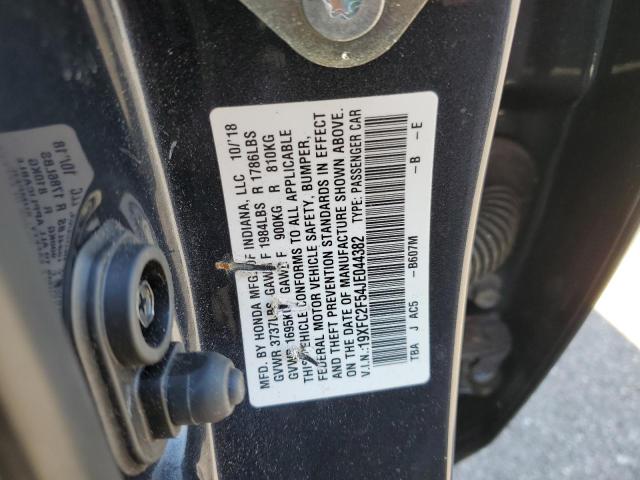 MFD. BY HONDA MFG. OF INDIANA, LLC 10/18
GVWR 3737LBS GAWR F 1984LBS R 1786LBS
GVWR 1695KG GAWR F 900KG R 810KG
THIS VEHICLE CONFORMS TO ALL APPLICABLE
FEDERAL MOTOR VEHICLE SAFETY, BUMPER,
AND THEFT PREVENTION STANDARDS IN EFFECT
ON THE DATE OF MANUFACTURE SHOWN ABOVE.
V.I.N.:19XFC2F54JE044382 TYPE: PASSENGER CAR
TBA J AC5 -B607M -B -E